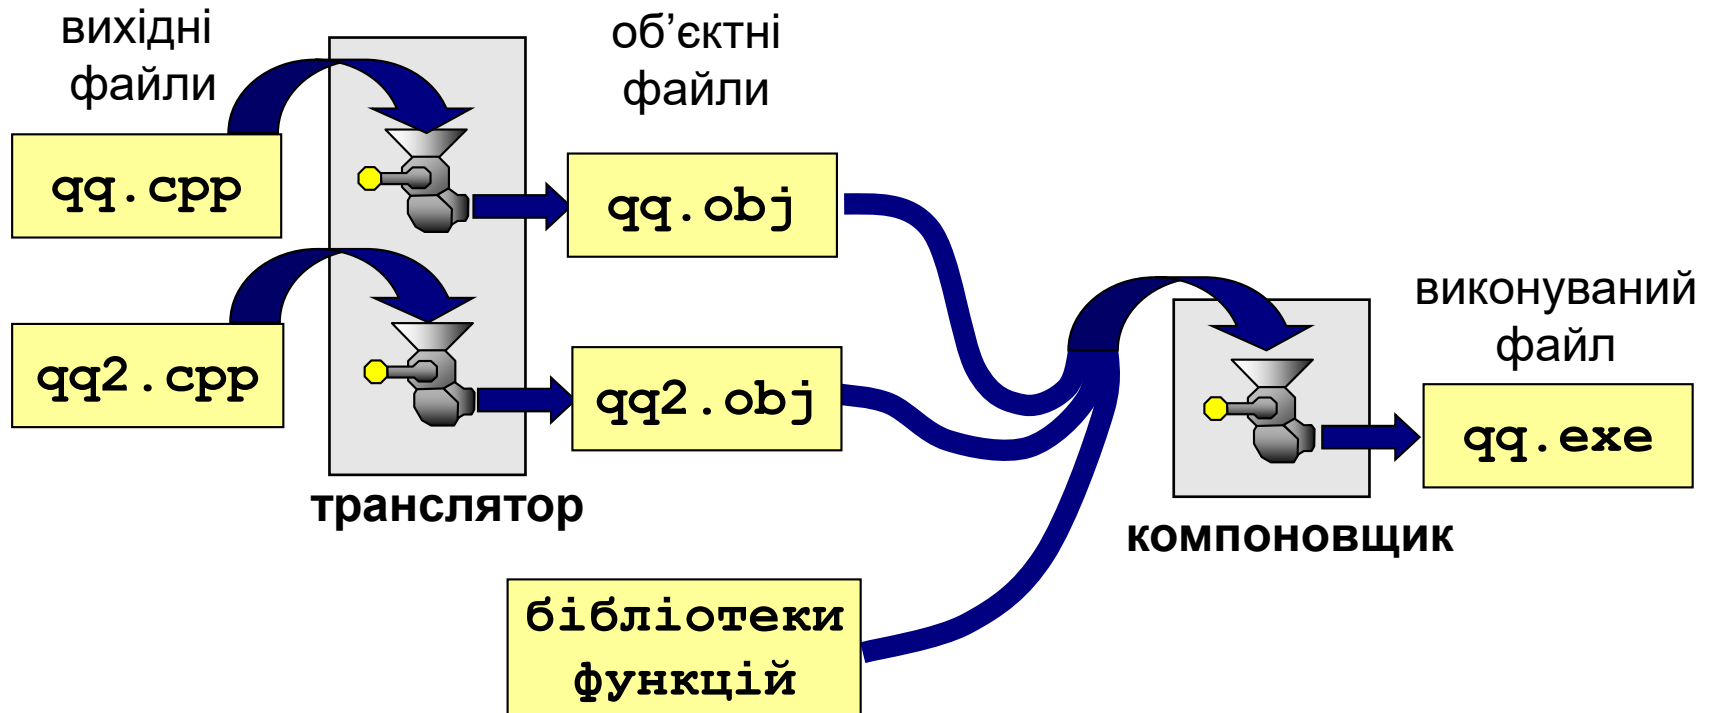 вихідні
файли
об’єктні
файли
qq.cpp
qq.obj
qq2.cpp
qq2.obj
транслятор
виконуваний
файл
qq.exe
компоновщик
бібліотеки
функцій